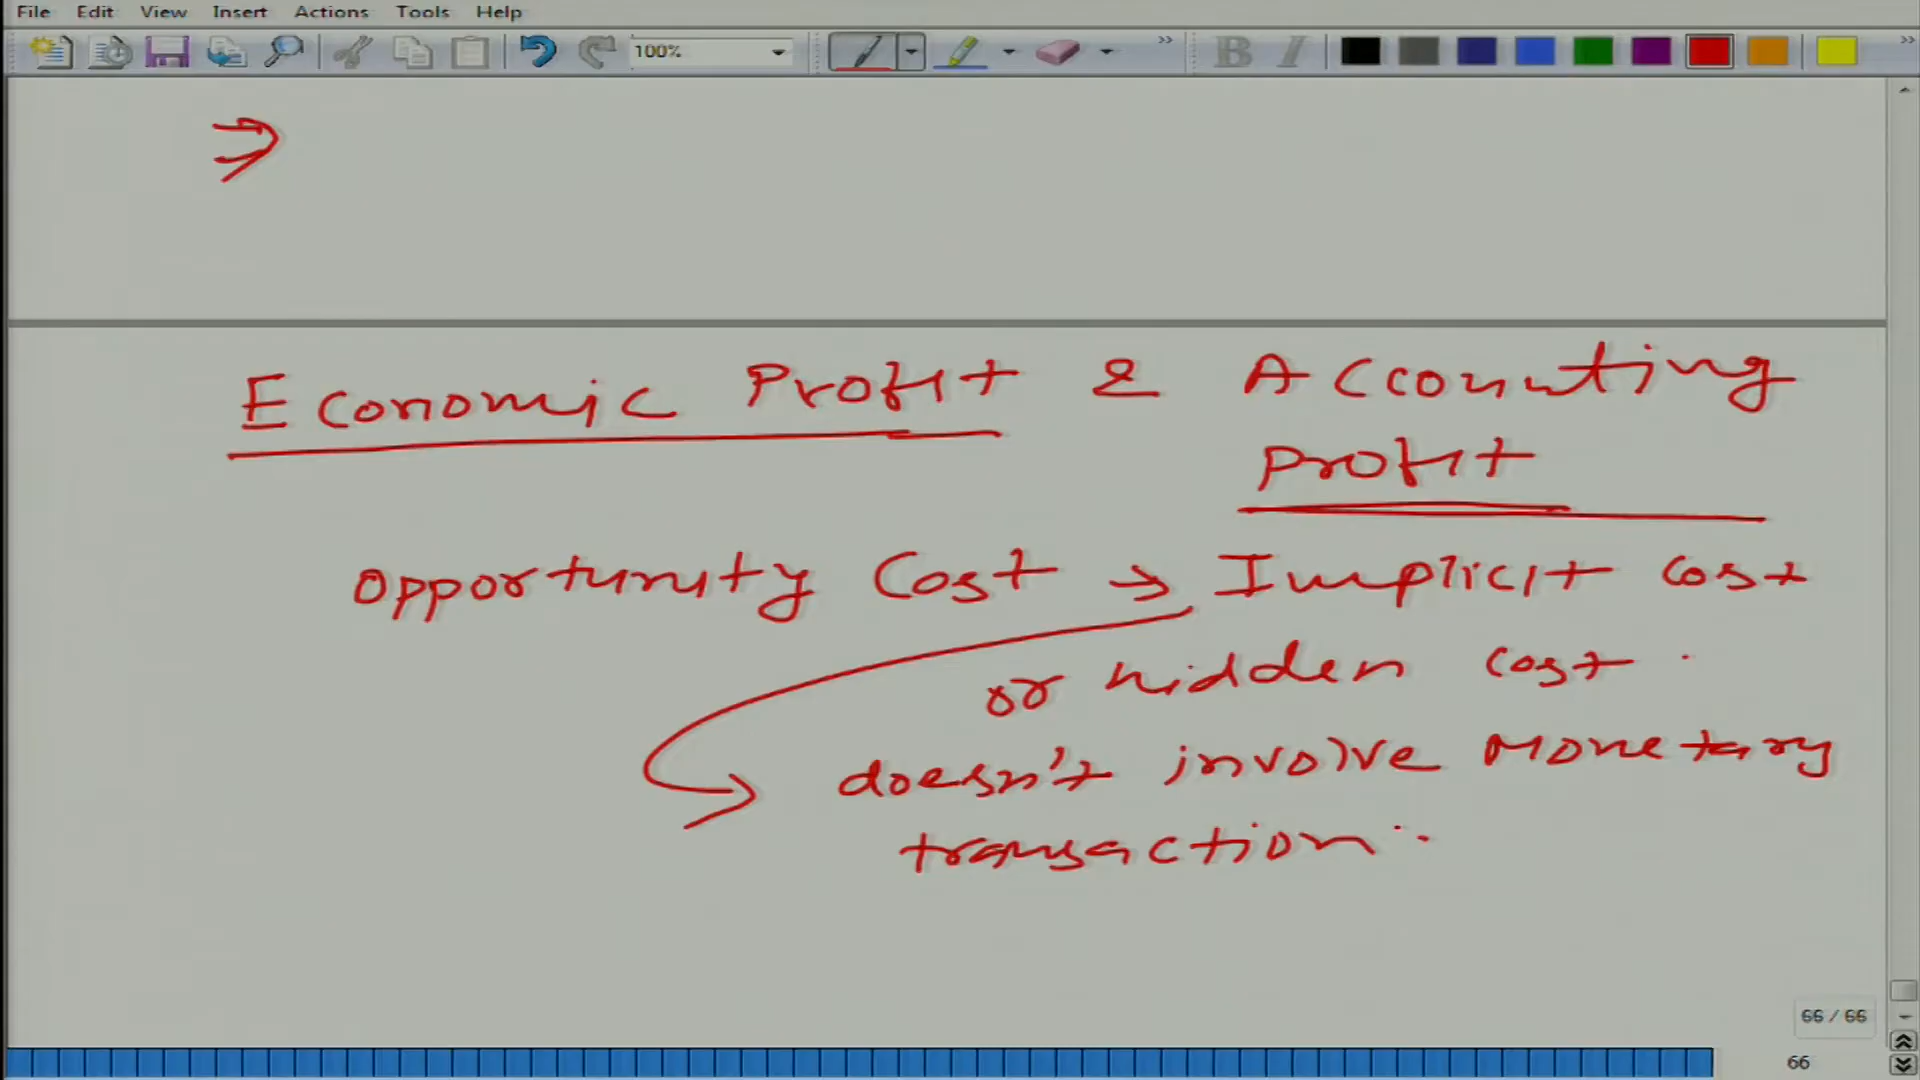 File Edit View Insert Actions Tools Help
100%
⇒
Economic Profit & Accounting
Profit
Opportunity Cost → Implicit cost
or hidden cost .
doesn't involve Monetary
transaction..
66 / 66
66